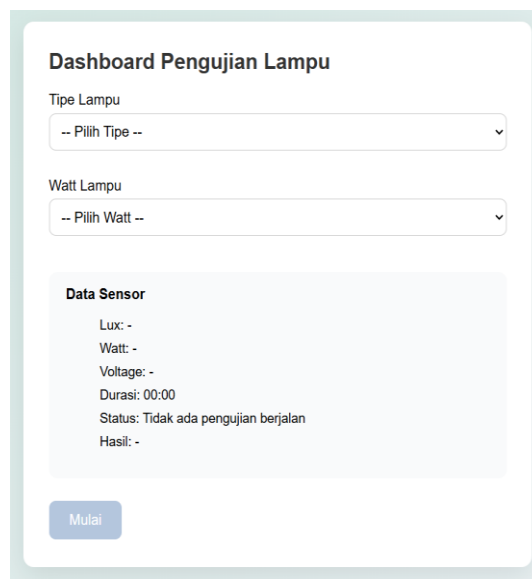 Dashboard Pengujian Lampu
Tipe Lampu
-- Pilih Tipe --
Watt Lampu
-- Pilih Watt --
Data Sensor
Lux: -
Watt: -
Voltage: -
Durasi: 00:00
Status: Tidak ada pengujian berjalan
Hasil: -
Mulai